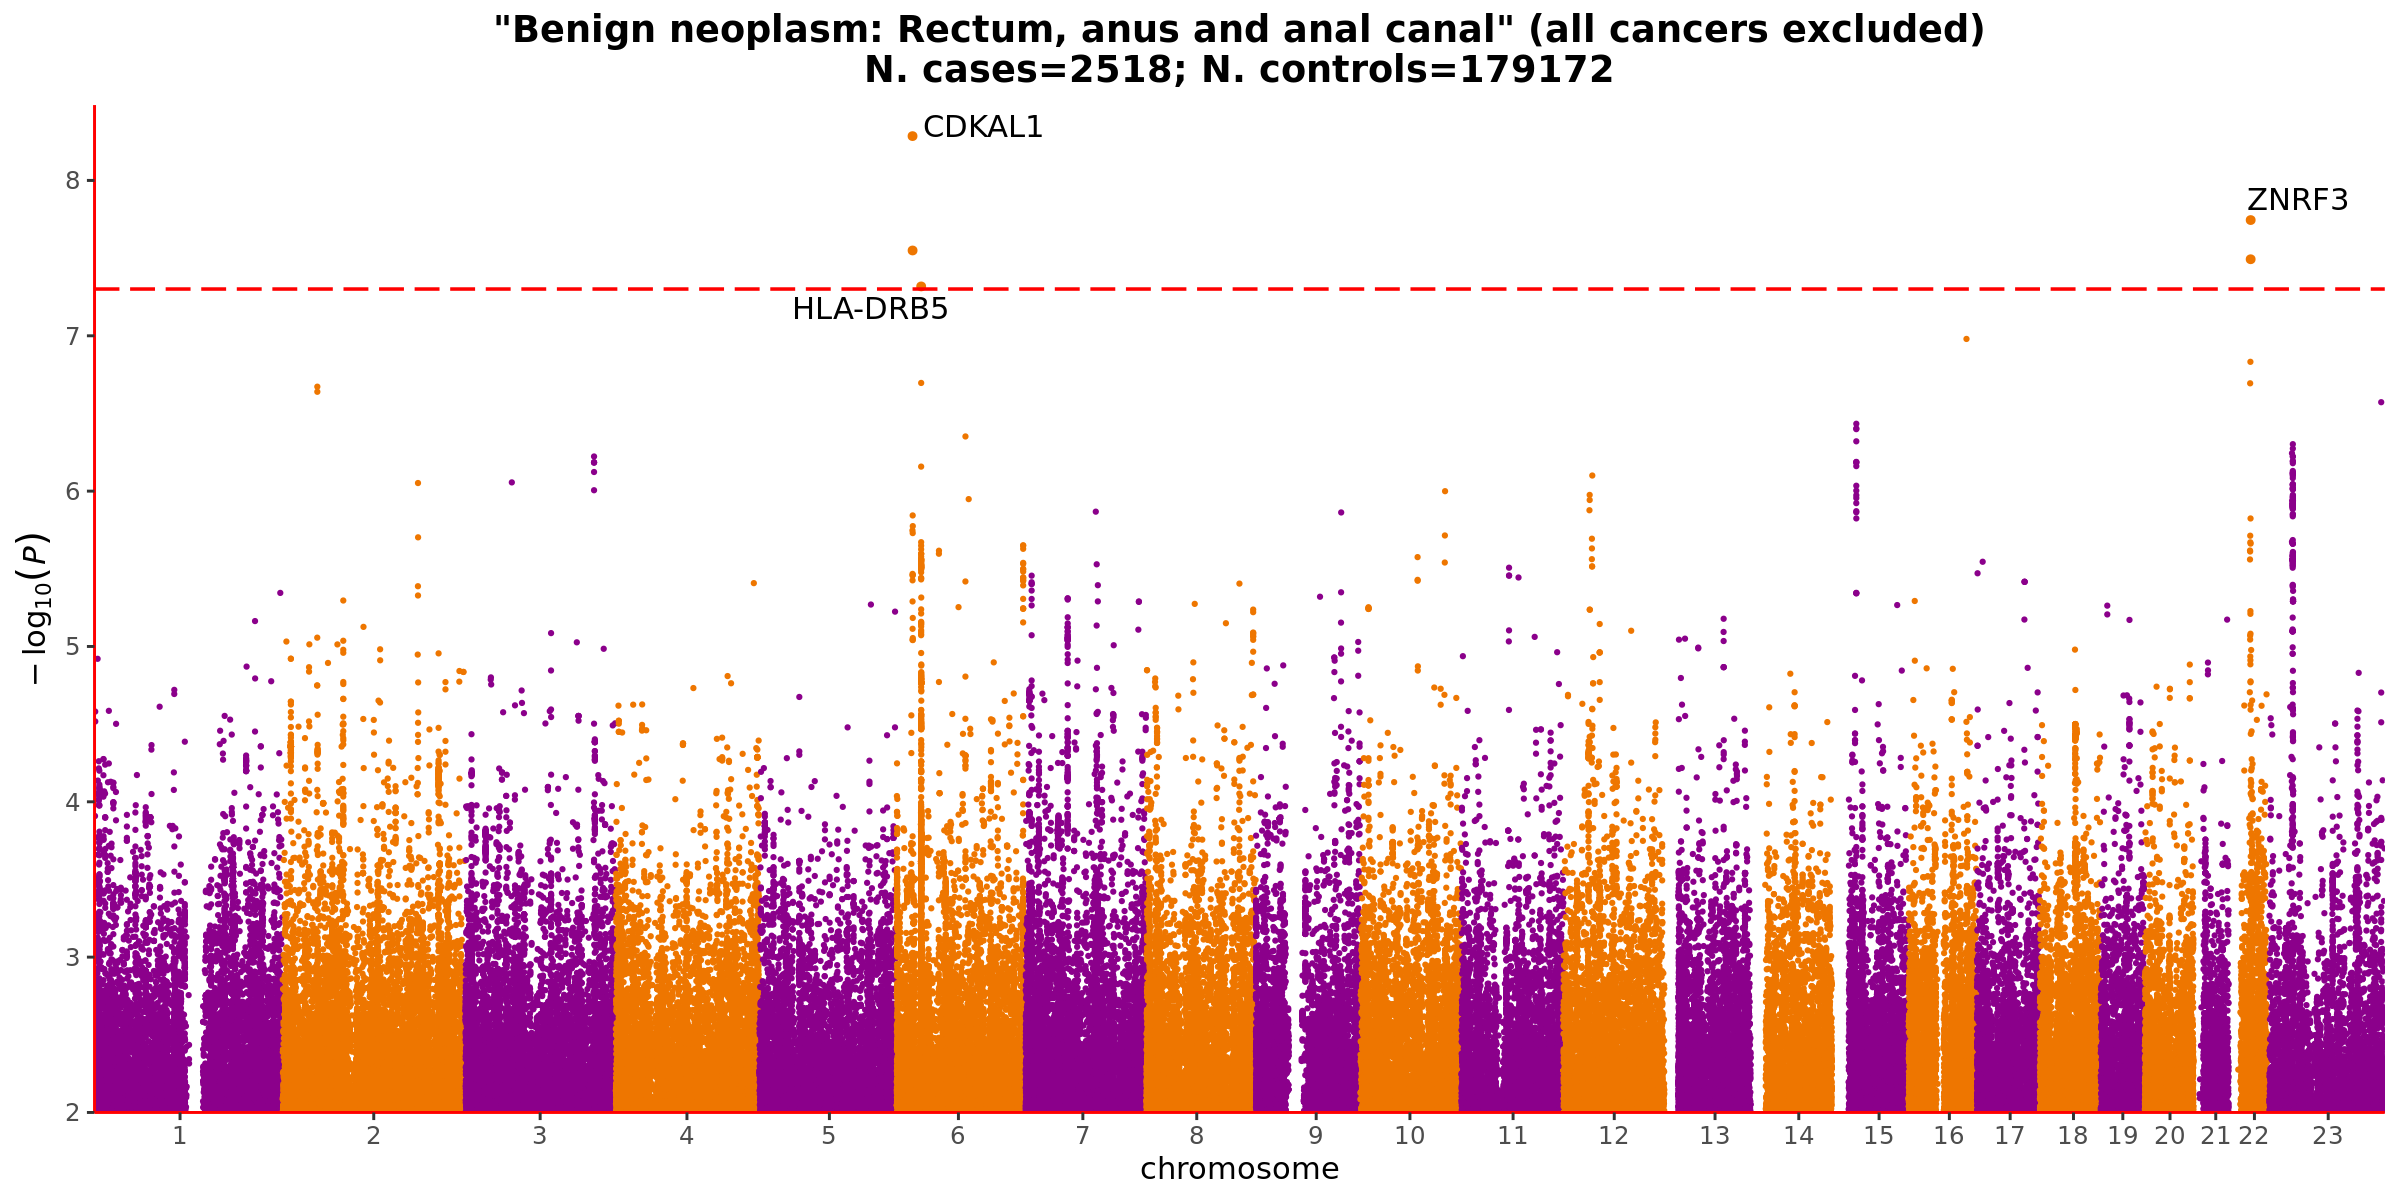 "Benign neoplasm: Rectum, anus and anal canal" (all cancers excluded)
N. cases=2518; N. controls=179172
CDKAL1
ZNRF3
HLA-DRB5
8
7
6
5
4
3
2
− log10(P)
1 2 3 4 5 6 7 8 9 10 11 12 13 14 15 16 17 18 19 20 21 22 23
chromosome